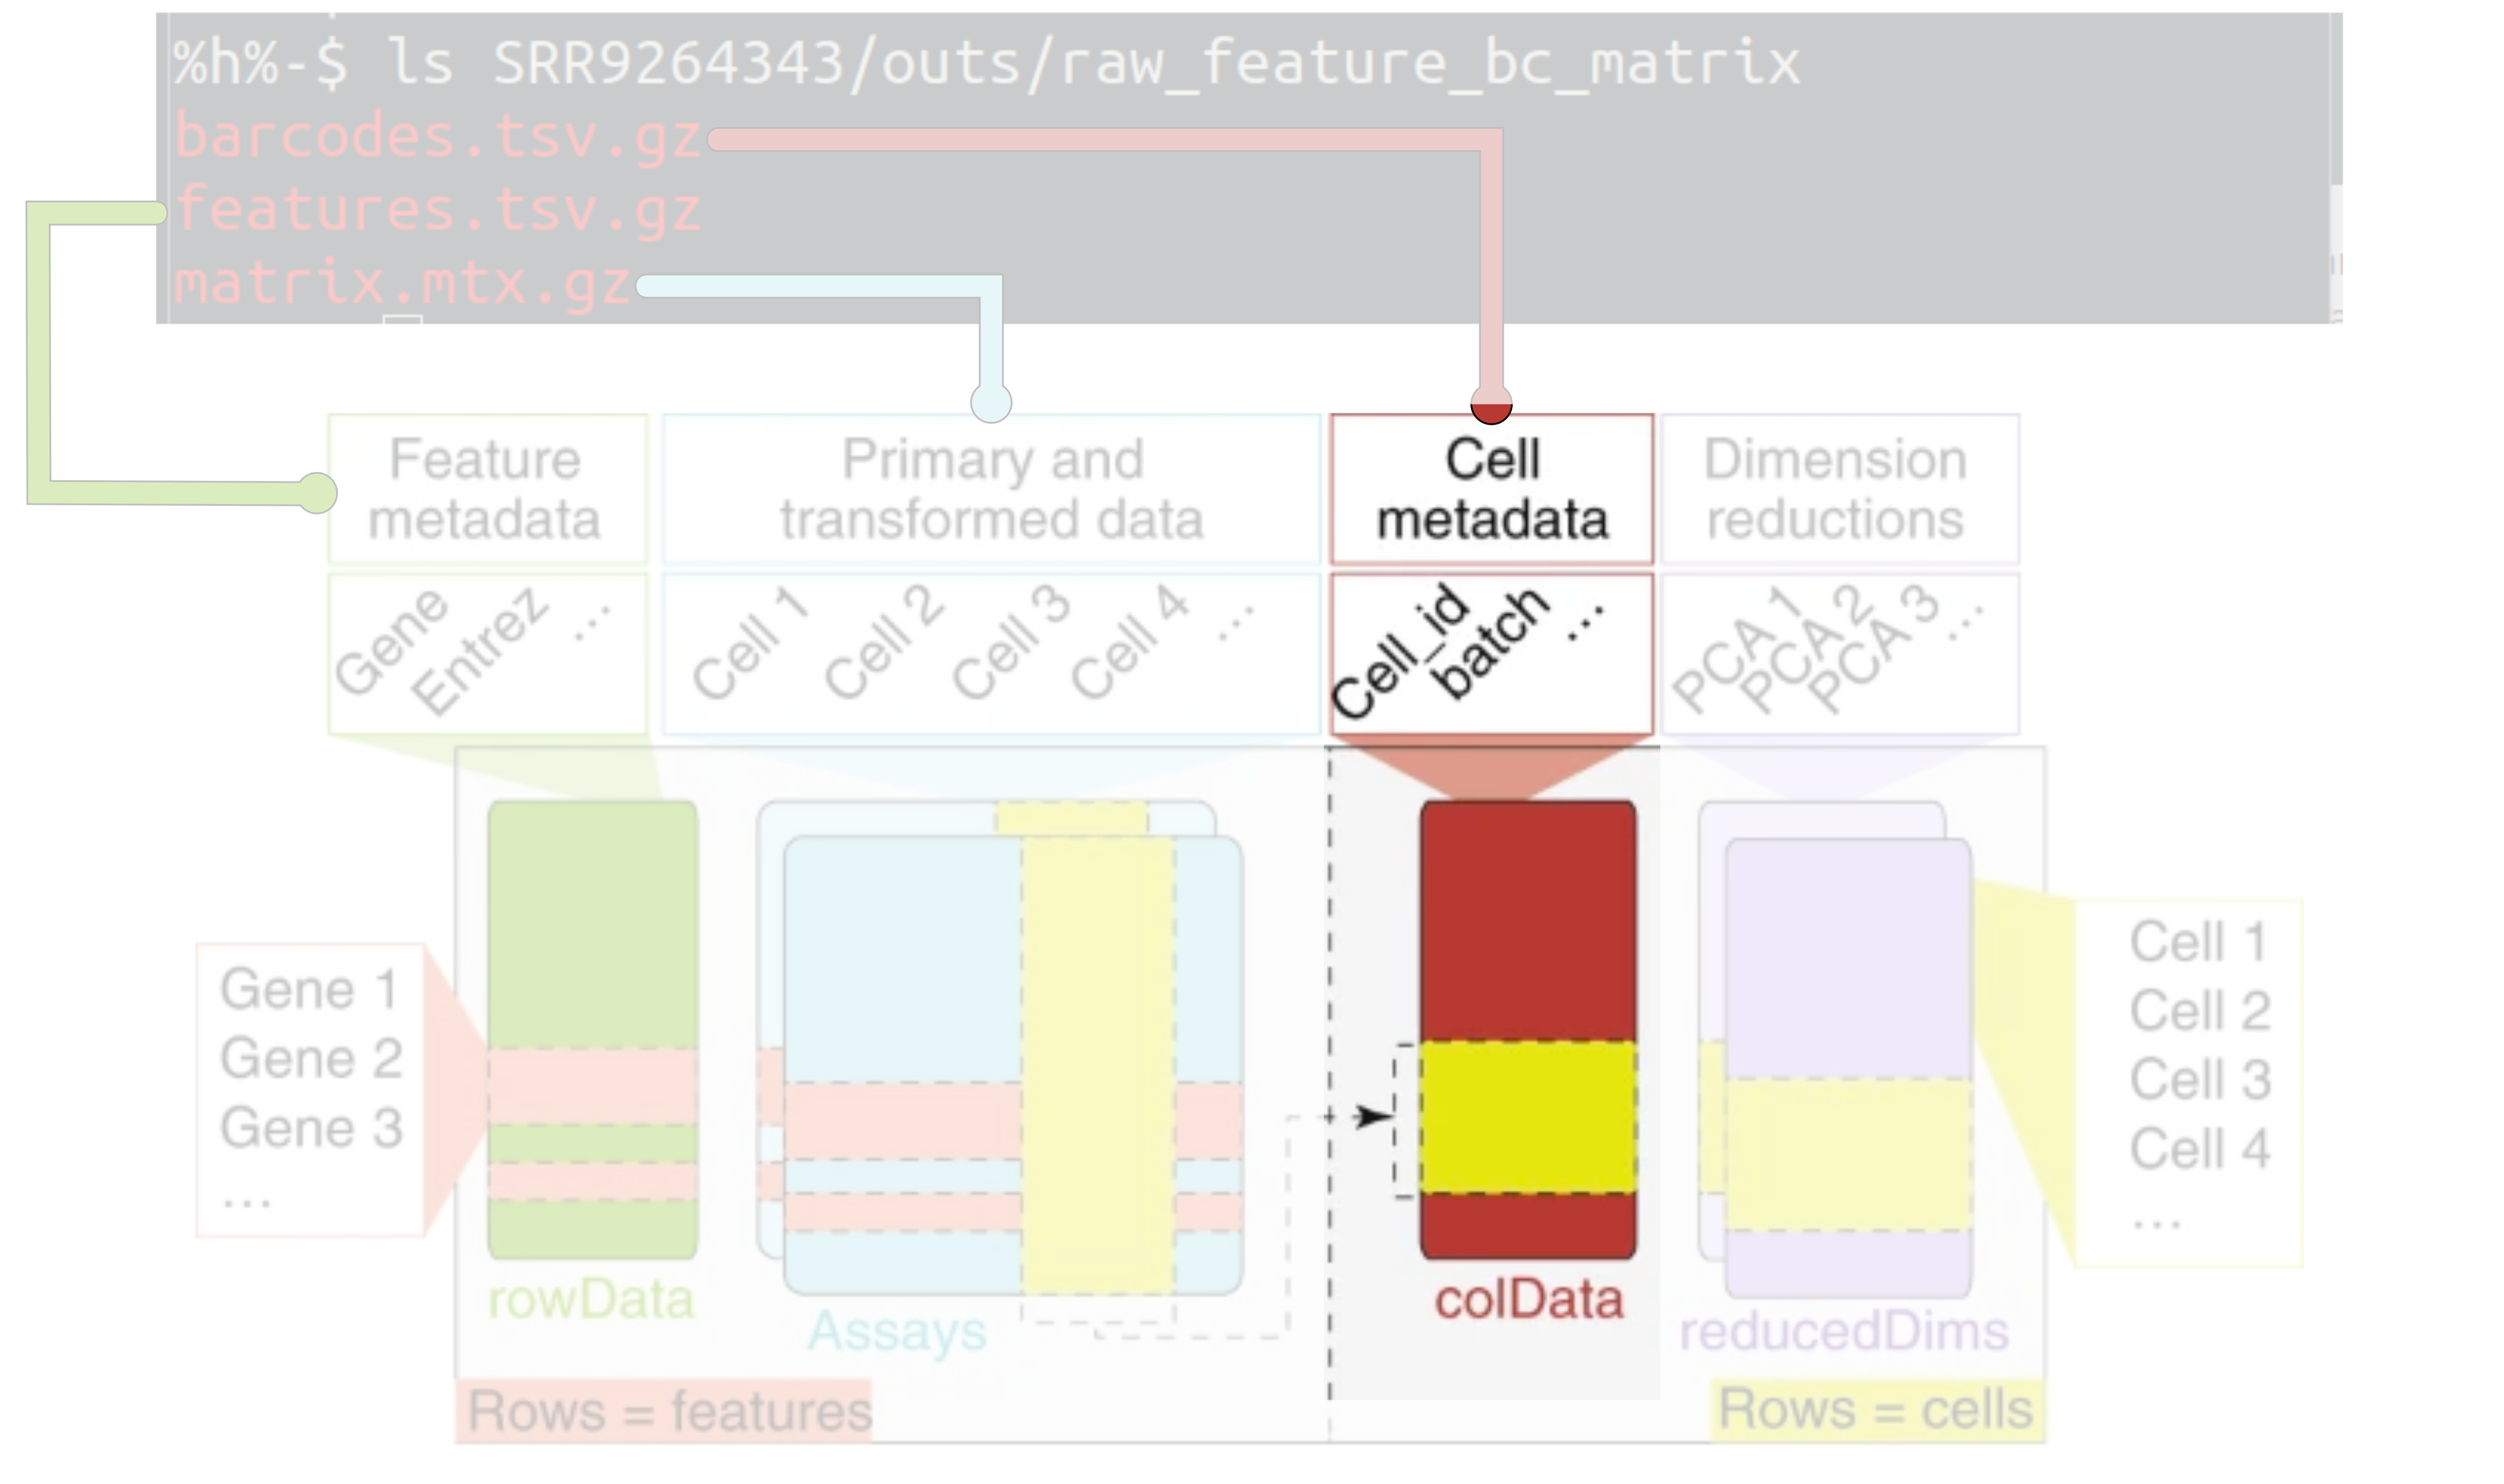 %h%-$ ls SRR9264343/outs/raw_feature_bc_matrix
barcodes.tsv.gz
features.tsv.gz
matrix.mtx.gz
Feature
metadata
Primary and
transformed data
Cell
metadata
Dimension
reductions
Gene
Entrez
...
Cell 1
Cell 2
Cell 3
Cell 4
...
Cell_id
batch
...
PCA 1
PCA 2
PCA 3
...
Gene 1
Gene 2
Gene 3
...
Cell 1
Cell 2
Cell 3
Cell 4
...
rowData
Assays
colData
reducedDims
Rows = features
Rows = cells